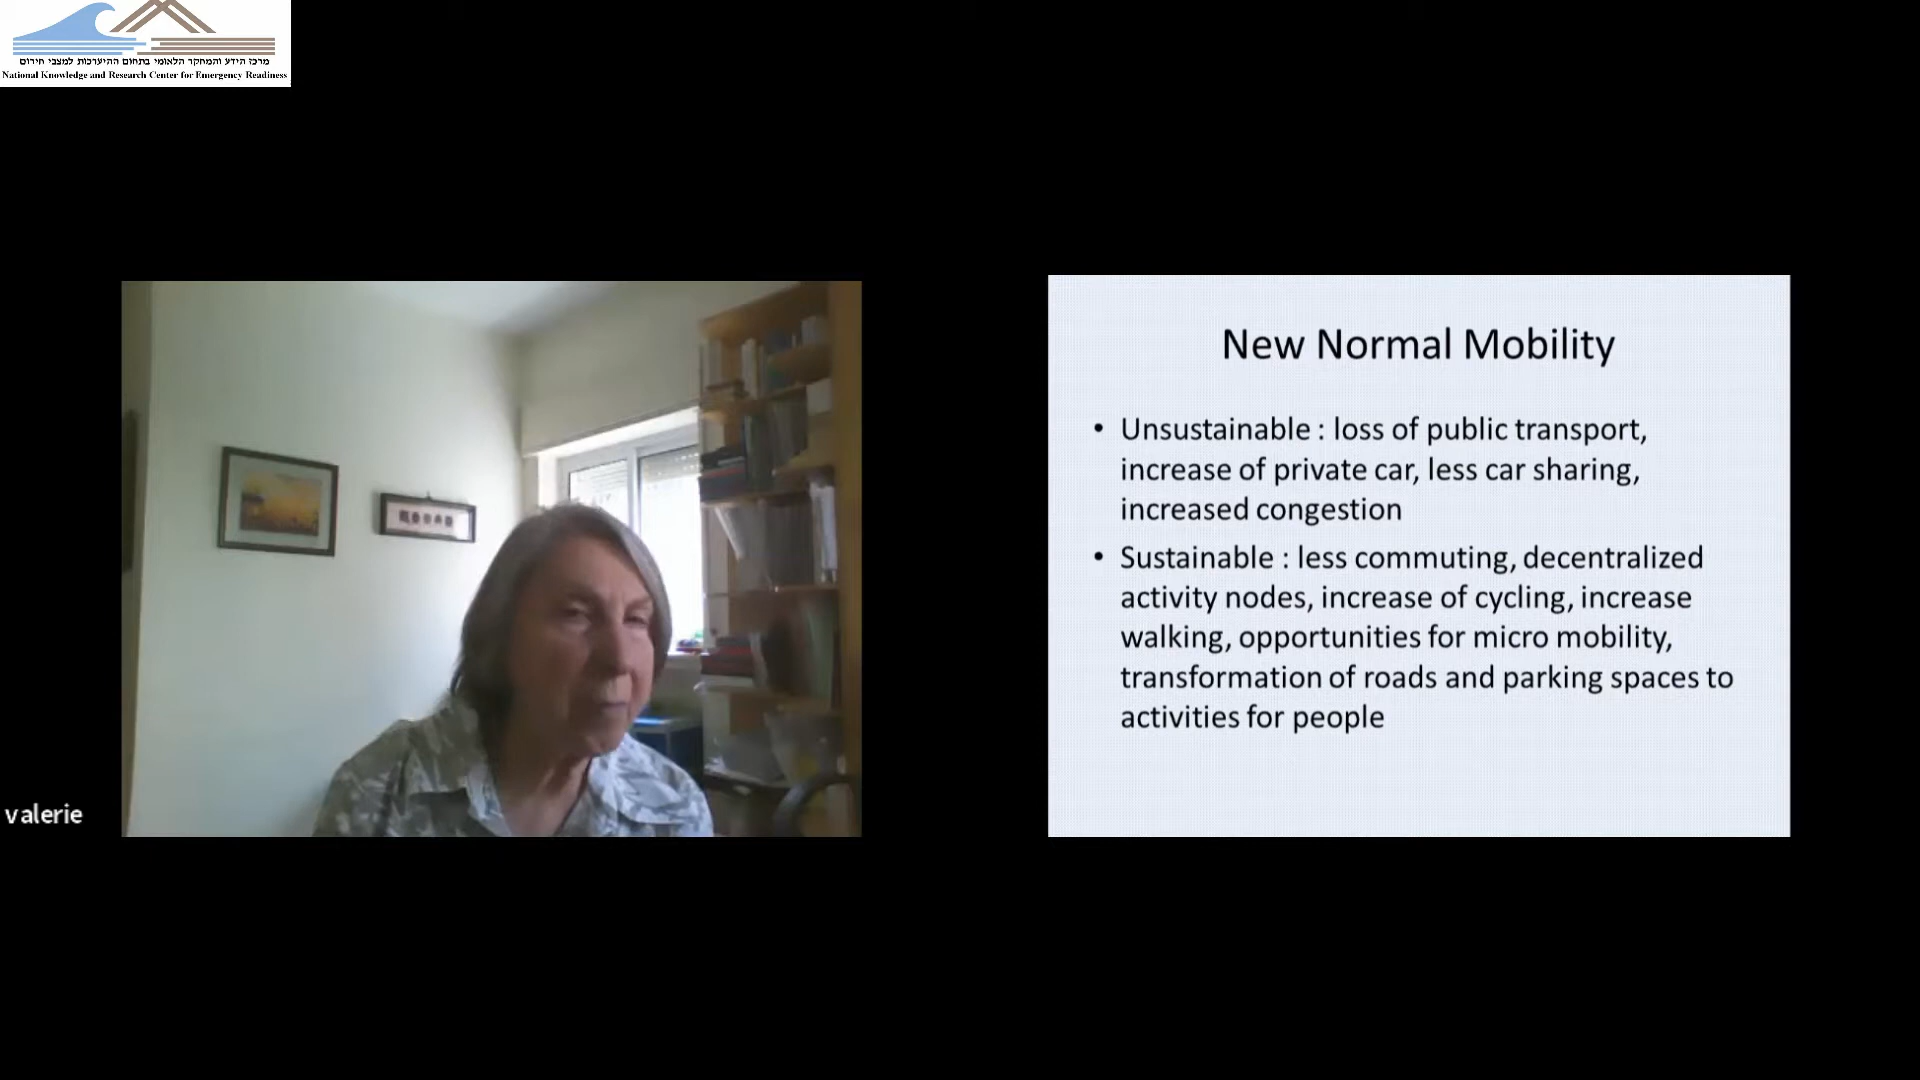 מרכז הידע והמחקר הלאומי בתחום ההיערכות למצבי חירום
National Knowledge and Research Center for Emergency Readiness
New Normal Mobility
• Unsustainable : loss of public transport,
increase of private car, less car sharing,
increased congestion
• Sustainable : less commuting, decentralized
activity nodes, increase of cycling, increase
walking, opportunities for micro mobility,
transformation of roads and parking spaces to
activities for people
valerie